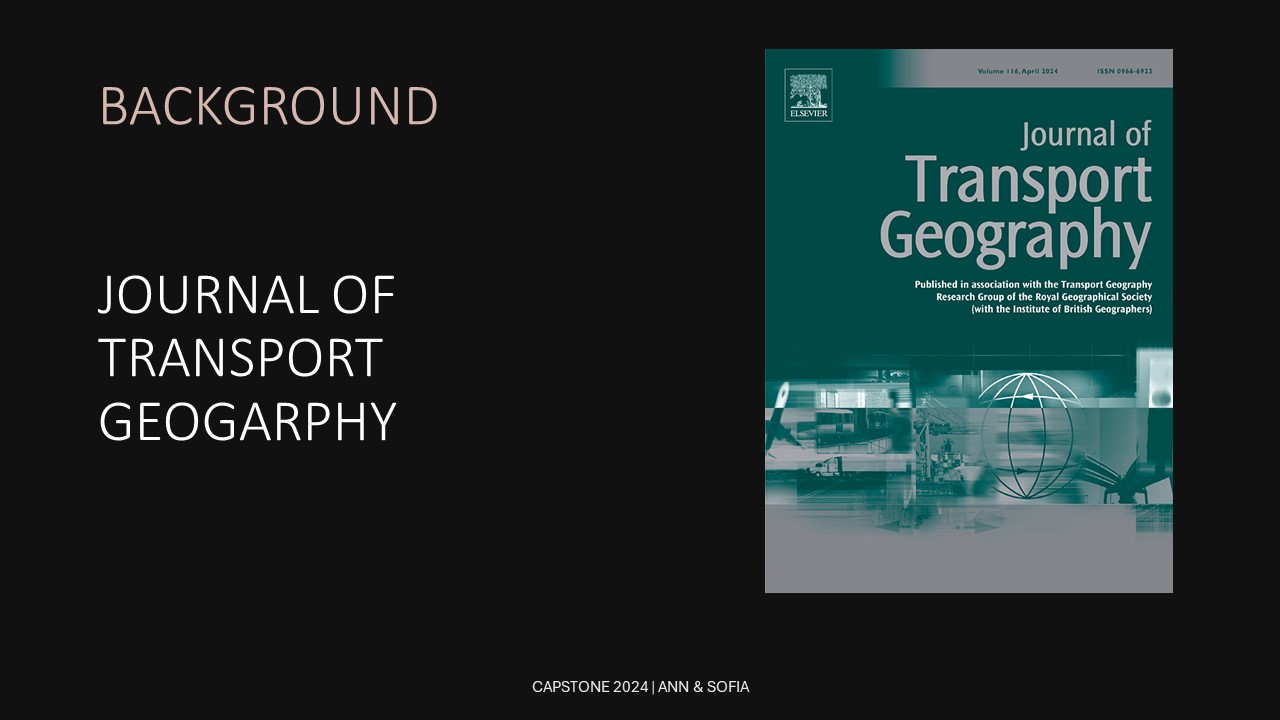 BACKGROUND
JOURNAL OF
TRANSPORT
GEOGARPHY
Volume 116, April 2024 ISSN 0966-6923
ELSEVIER
Journal of
Transport
Geography
Published in association with the Transport Geography
Research Group of the Royal Geographical Society
(with the Institute of British Geographers)
CAPSTONE 2024 | ANN & SOFIA